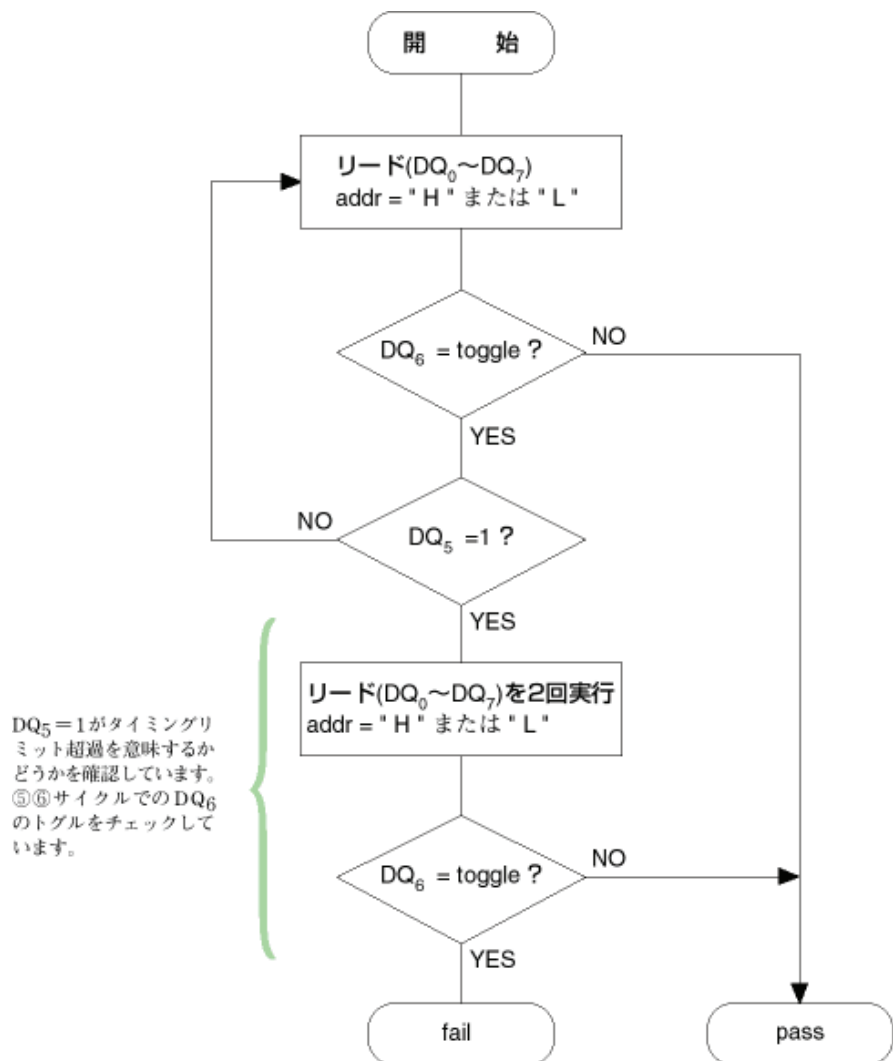 開　　始
リード(DQ₀～DQ₇)
addr = " H " または " L "
DQ₆ = toggle ?
NO
YES
DQ₅ =1 ?
NO
YES
リード(DQ₀～DQ₇)を2回実行
addr = " H " または " L "
DQ₅＝1がタイミングリ
ミット超過を意味するか
どうかを確認しています。
⑤⑥サイクルでのDQ₆
のトグルをチェックして
います。
DQ₆ = toggle ?
NO
YES
fail
pass